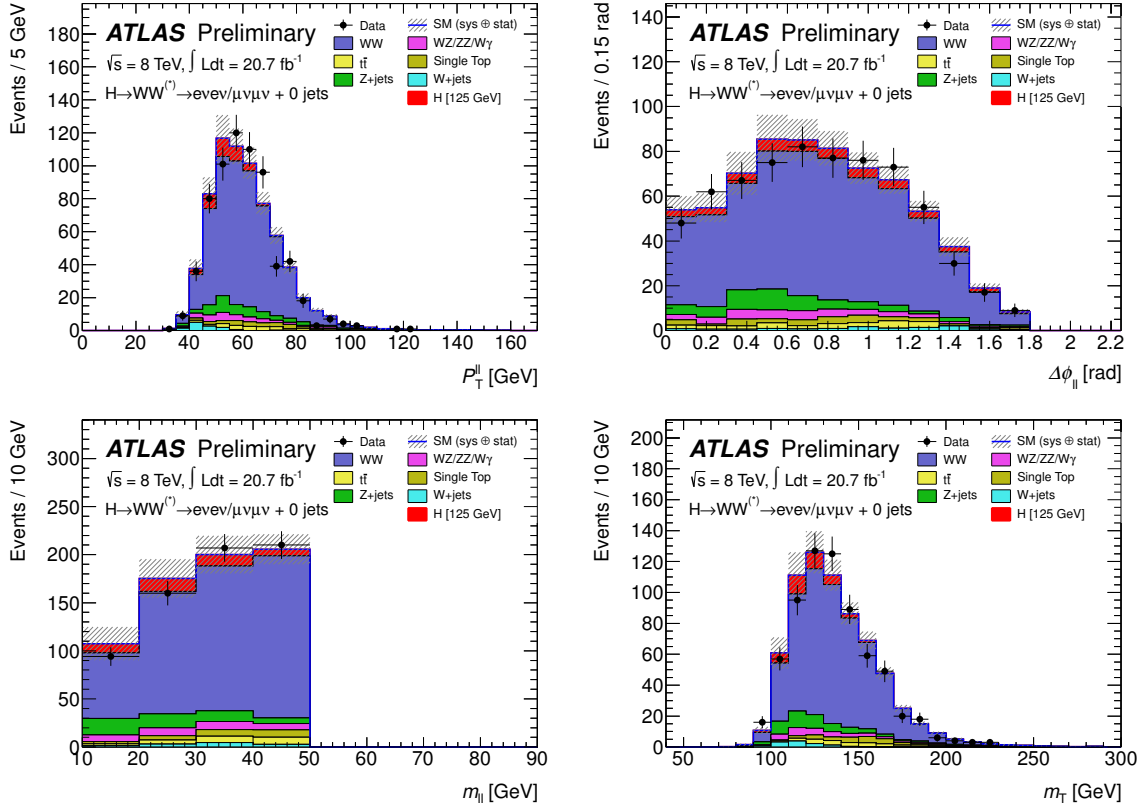 Events / 5 GeV
180
160
140
120
100
80
60
40
20
0
ATLAS Preliminary
√s = 8 TeV, ∫ Ldt = 20.7 fb⁻¹
H→WW⁽*⁾→eνeν/μνμν + 0 jets
Data
WW
tt̄
Z+jets
SM (sys ⊕ stat)
WZ/ZZ/Wγ
Single Top
W+jets
H [125 GeV]
0 20 40 60 80 100 120 140 160
P_T^ll [GeV]
Events / 0.15 rad
140
120
100
80
60
40
20
0
ATLAS Preliminary
√s = 8 TeV, ∫ Ldt = 20.7 fb⁻¹
H→WW⁽*⁾→eνeν/μνμν + 0 jets
Data
WW
tt̄
Z+jets
SM (sys ⊕ stat)
WZ/ZZ/Wγ
Single Top
W+jets
H [125 GeV]
0 0.2 0.4 0.6 0.8 1 1.2 1.4 1.6 1.8 2 2.2
Δϕ_ll [rad]
Events / 10 GeV
300
250
200
150
100
50
0
ATLAS Preliminary
√s = 8 TeV, ∫ Ldt = 20.7 fb⁻¹
H→WW⁽*⁾→eνeν/μνμν + 0 jets
Data
WW
tt̄
Z+jets
SM (sys ⊕ stat)
WZ/ZZ/Wγ
Single Top
W+jets
H [125 GeV]
10 20 30 40 50 60 70 80 90
m_ll [GeV]
Events / 10 GeV
200
180
160
140
120
100
80
60
40
20
0
ATLAS Preliminary
√s = 8 TeV, ∫ Ldt = 20.7 fb⁻¹
H→WW⁽*⁾→eνeν/μνμν + 0 jets
Data
WW
tt̄
Z+jets
SM (sys ⊕ stat)
WZ/ZZ/Wγ
Single Top
W+jets
H [125 GeV]
50 100 150 200 250 300
m_T [GeV]